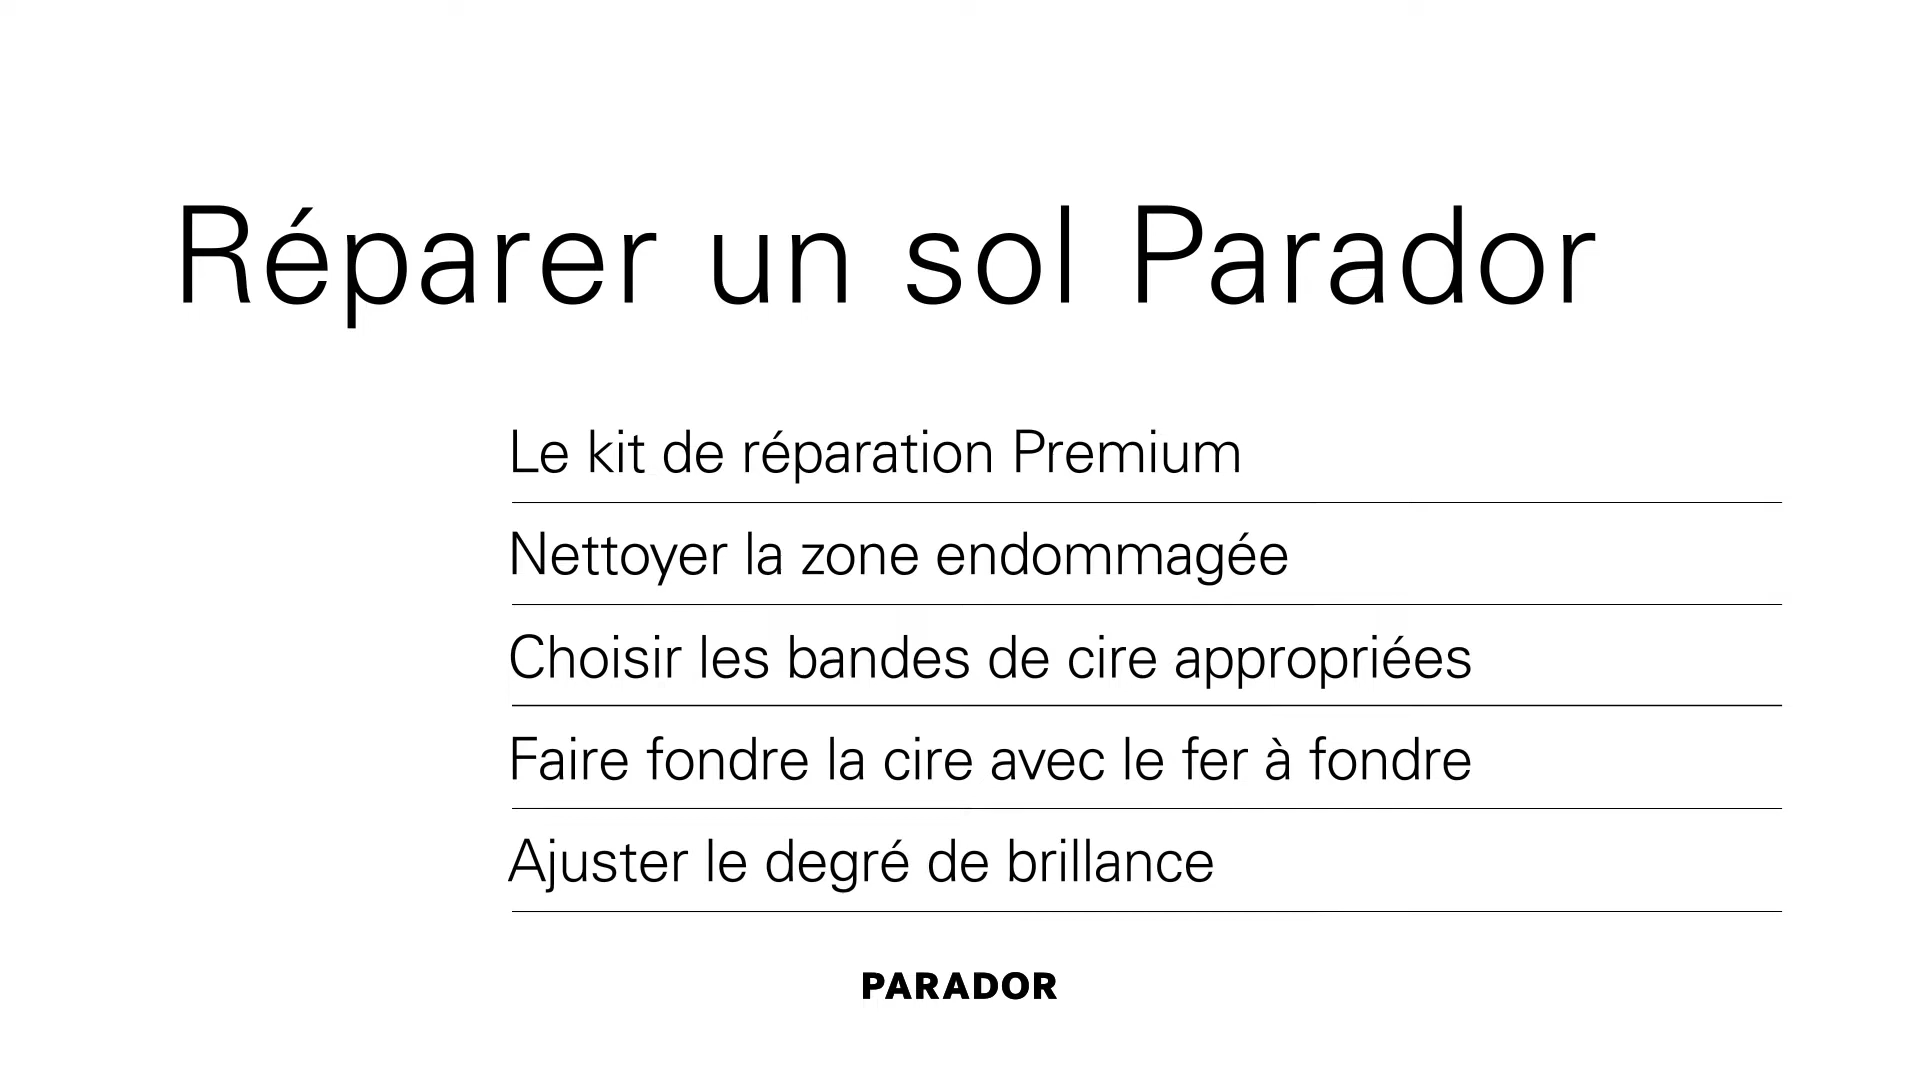 Réparer un sol Parador
Le kit de réparation Premium
Nettoyer la zone endommagée
Choisir les bandes de cire appropriées
Faire fondre la cire avec le fer à fondre
Ajuster le degré de brillance
PARADOR